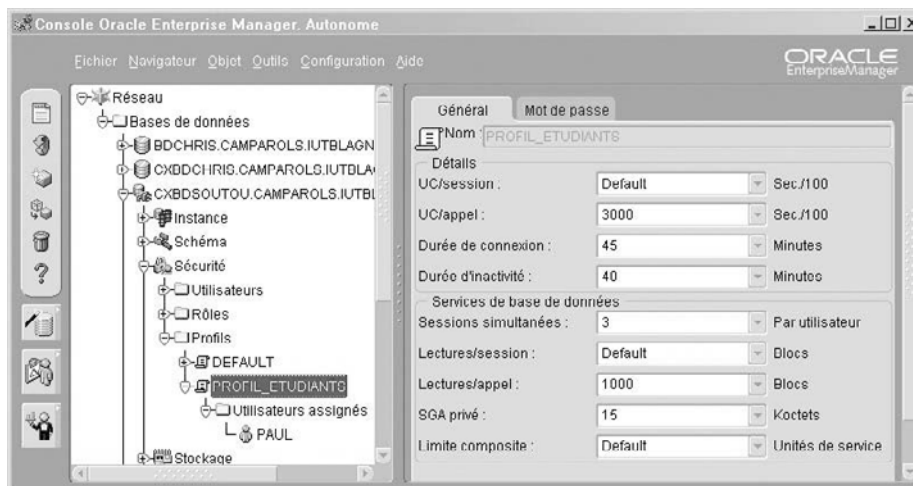 Console Oracle Enterprise Manager. Autonome
Fichier Navigateur Objet Outils Configuration Aide
ORACLE
EnterpriseManager
Réseau
Bases de données
BDCHRIS.CAMPAROLS.IUTBLAGN
CXBDCHRIS.CAMPAROLS.IUTBLA
CXBDSOUTOU.CAMPAROLS.IUTBL
Instance
Schéma
Sécurité
Utilisateurs
Rôles
Profils
DEFAULT
PROFIL_ETUDIANTS
Utilisateurs assignés
PAUL
Stockage
Général Mot de passe
Nom : PROFIL_ETUDIANTS
Détails
UC/session : Default Sec./100
UC/appel : 3000 Sec./100
Durée de connexion : 45 Minutes
Durée d'inactivité : 40 Minutes
Services de base de données
Sessions simultanées : 3 Par utilisateur
Lectures/session : Default Blocs
Lectures/appel : 1000 Blocs
SGA privé : 15 Koctets
Limite composite : Default Unités de service